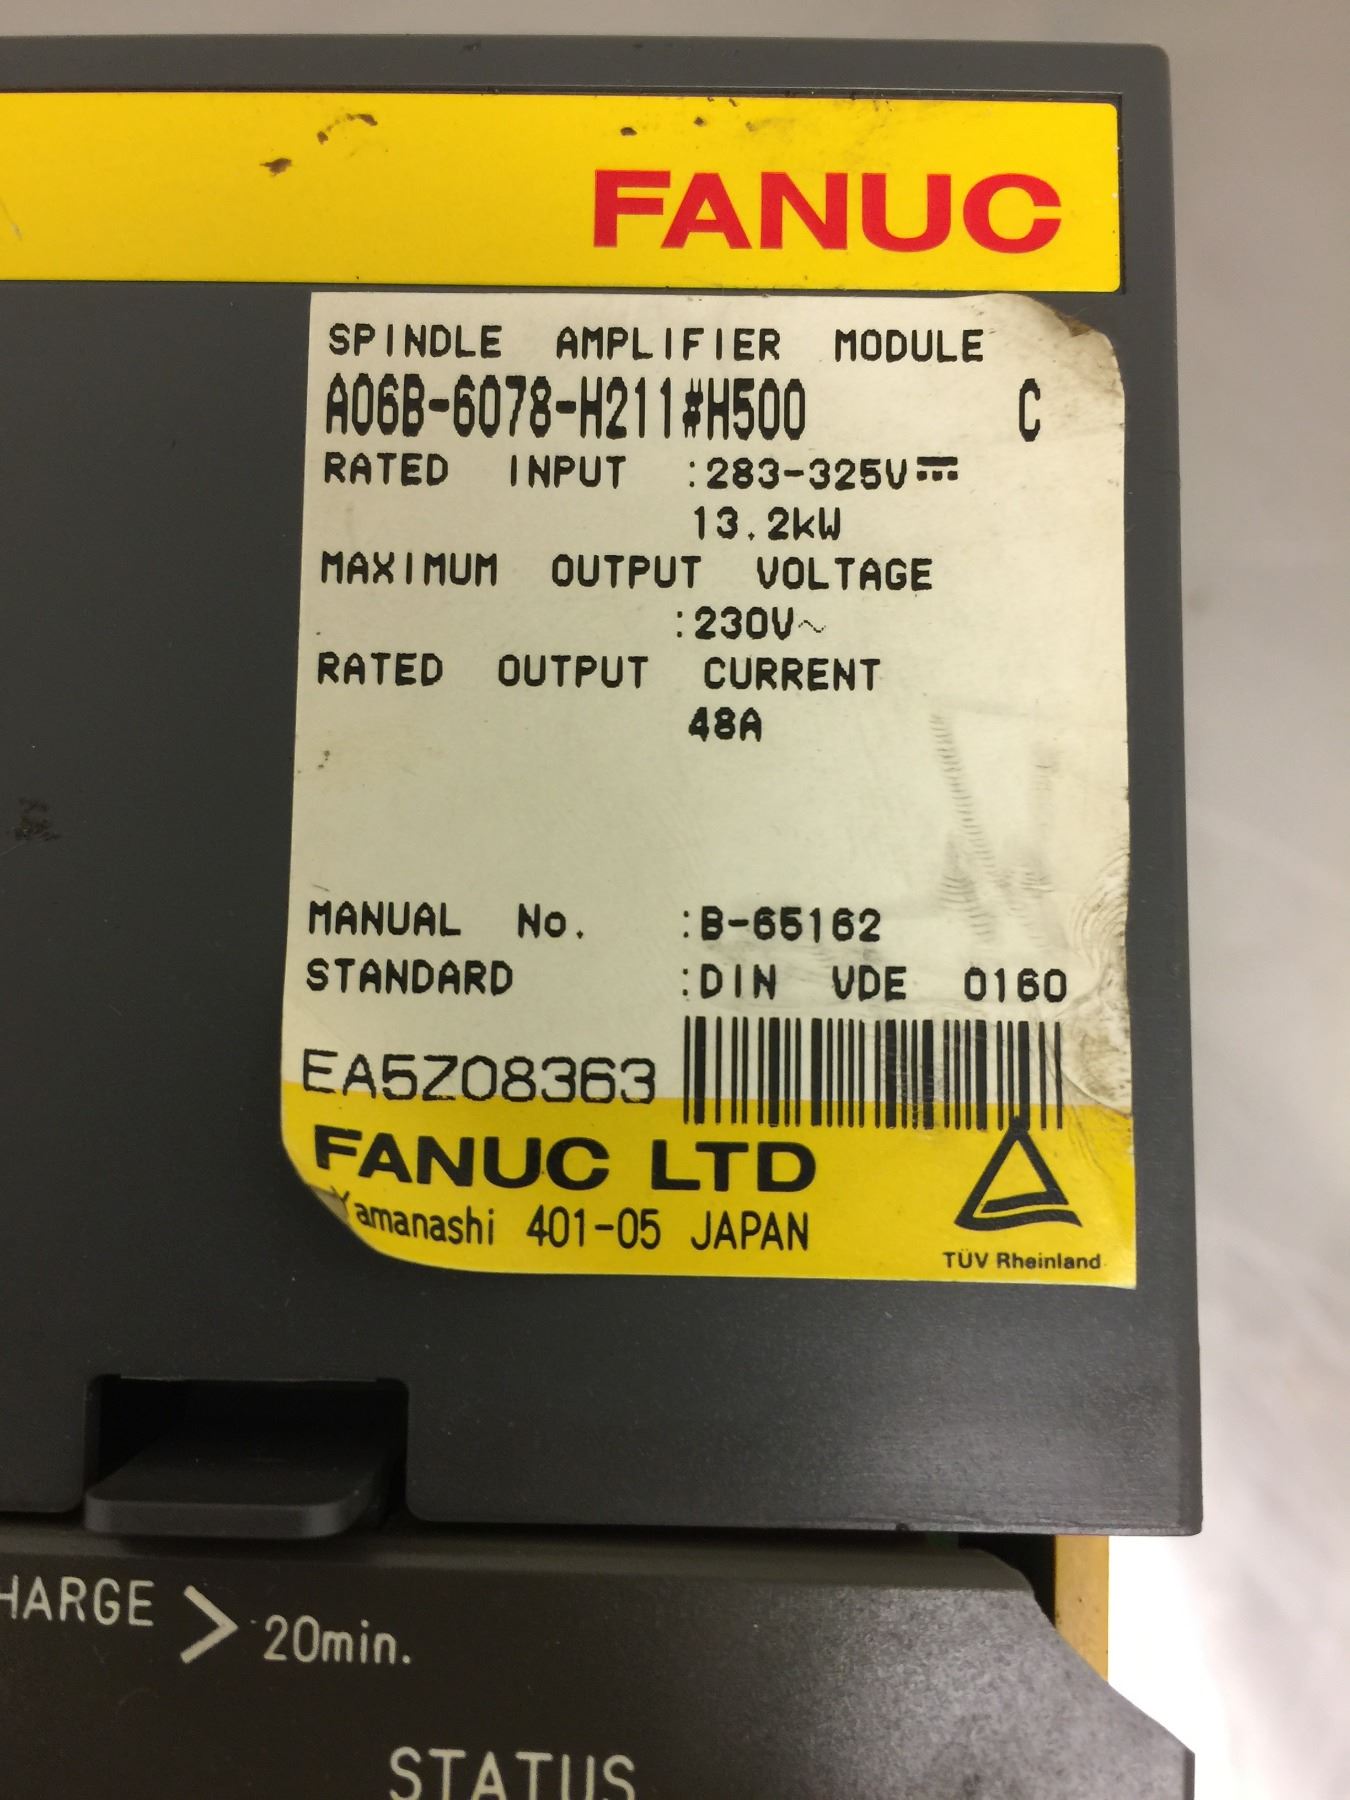 FANUC
SPINDLE AMPLIFIER MODULE
A06B-6078-H211#H500 C
RATED INPUT :283-325V⎓
13.2kW
MAXIMUM OUTPUT VOLTAGE
:230V~
RATED OUTPUT CURRENT
48A
MANUAL No. :B-65162
STANDARD :DIN VDE 0160
EA5Z08363
FANUC LTD
Yamanashi 401-05 JAPAN
TÜV Rheinland
HARGE > 20min.
STATUS